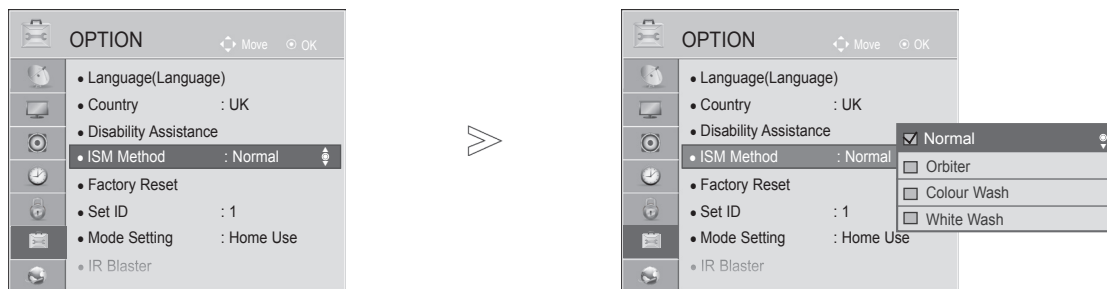 OPTION
Move OK
• Language(Language)
• Country : UK
• Disability Assistance
• ISM Method : Normal
• Factory Reset
• Set ID : 1
• Mode Setting : Home Use
• IR Blaster
OPTION
Move OK
• Language(Language)
• Country : UK
• Disability Assistance
• ISM Method : Normal
• Factory Reset
• Set ID : 1
• Mode Setting : Home Use
• IR Blaster
Normal
Orbiter
Colour Wash
White Wash